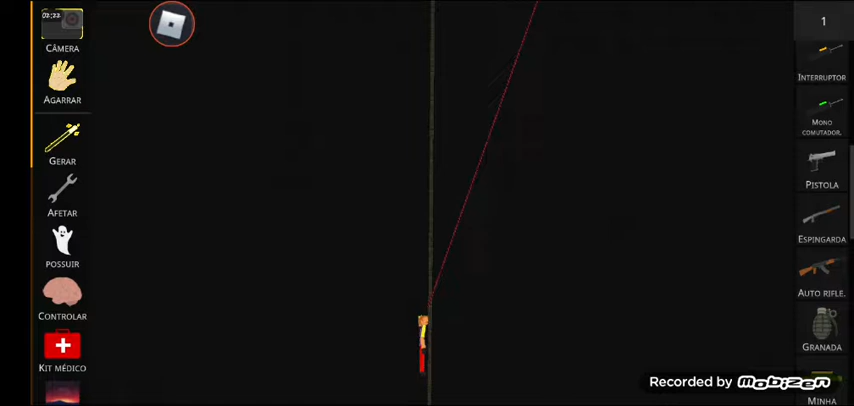 02:22
CÂMERA
AGARRAR
GERAR
AFETAR
POSSUIR
CONTROLAR
KIT MÉDICO
1
INTERRUPTOR
MONO
COMUTADOR.
PISTOLA
ESPINGARDA
AUTO RIFLE.
GRANADA
MINHA
Recorded by mobizen